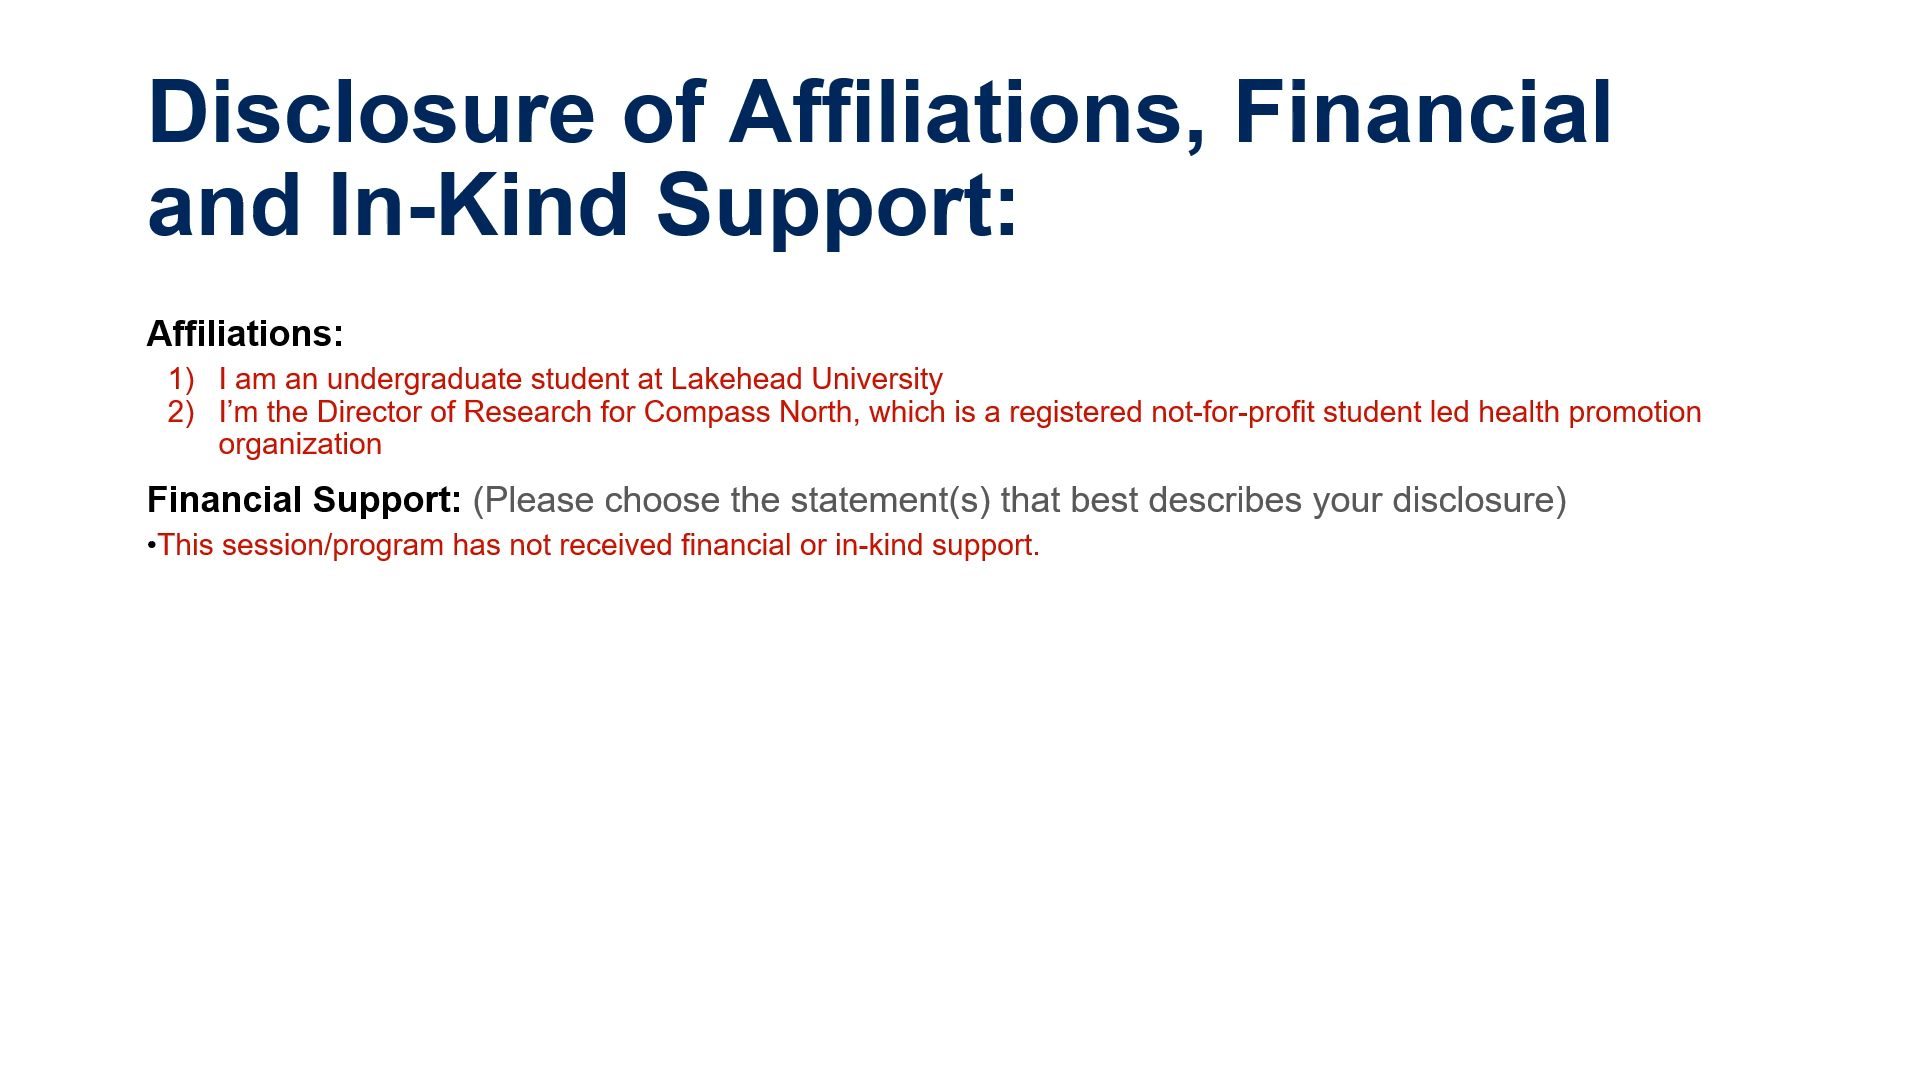 Disclosure of Affiliations, Financial
and In-Kind Support:
Affiliations:
1) I am an undergraduate student at Lakehead University
2) I’m the Director of Research for Compass North, which is a registered not-for-profit student led health promotion
organization
Financial Support: (Please choose the statement(s) that best describes your disclosure)
•This session/program has not received financial or in-kind support.